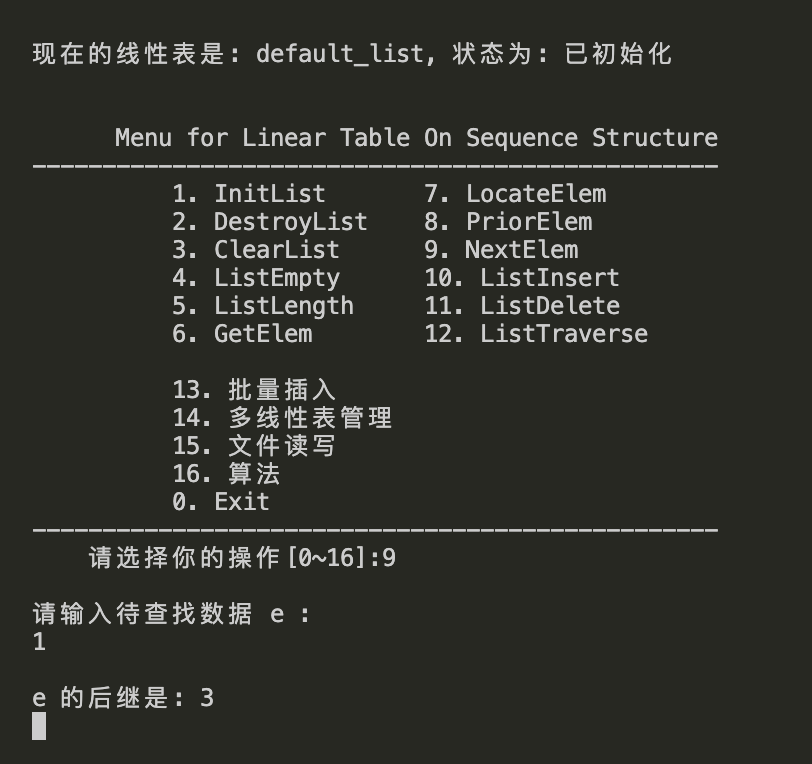 现在的线性表是: default_list, 状态为: 已初始化
Menu for Linear Table On Sequence Structure
-------------------------------------------------
1. InitList 7. LocateElem
2. DestroyList 8. PriorElem
3. ClearList 9. NextElem
4. ListEmpty 10. ListInsert
5. ListLength 11. ListDelete
6. GetElem 12. ListTraverse
13. 批量插入
14. 多线性表管理
15. 文件读写
16. 算法
0. Exit
-------------------------------------------------
请选择你的操作[0~16]:9
请输入待查找数据 e :
1
e 的后继是: 3